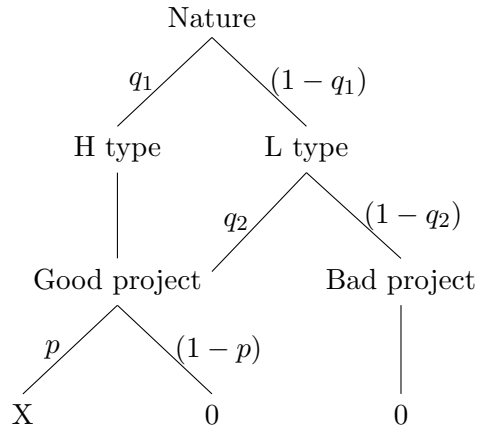 Nature
q₁ (1 − q₁)
H type L type
q₂ (1 − q₂)
Good project Bad project
p (1 − p)
X 0 0